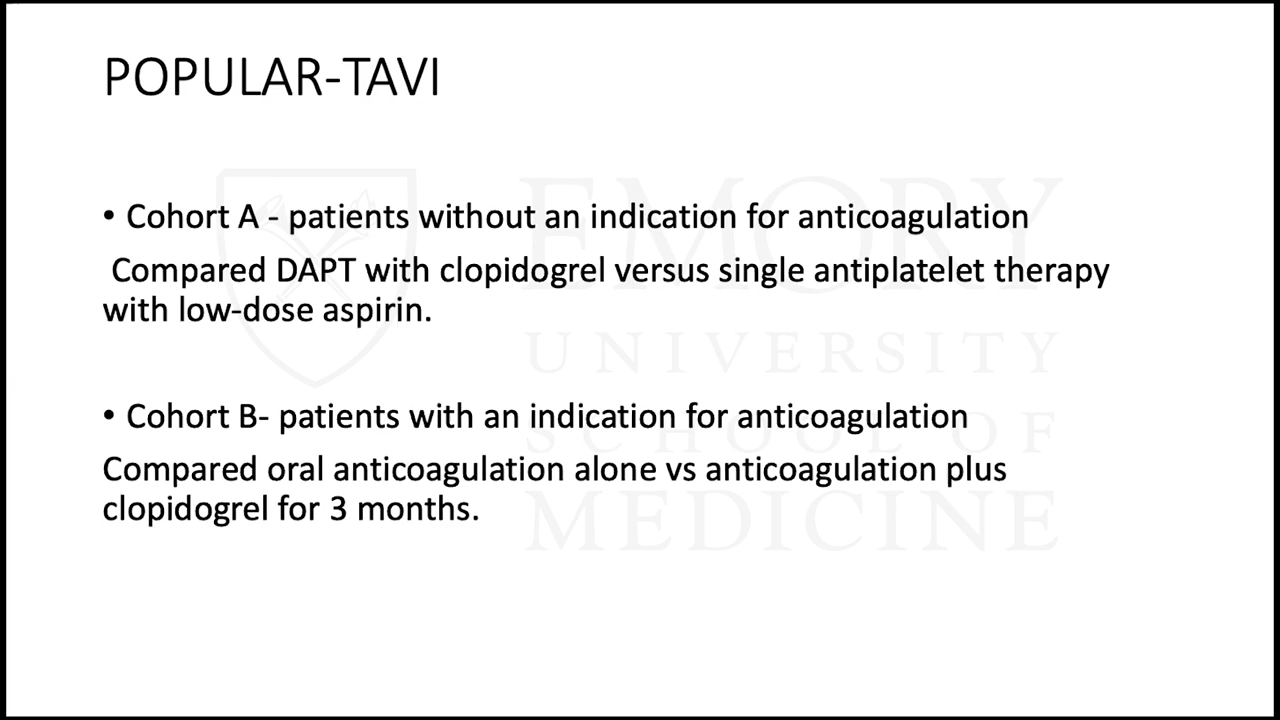 POPULAR-TAVI
• Cohort A - patients without an indication for anticoagulation
Compared DAPT with clopidogrel versus single antiplatelet therapy
with low-dose aspirin.
• Cohort B- patients with an indication for anticoagulation
Compared oral anticoagulation alone vs anticoagulation plus
clopidogrel for 3 months.
EMORY
UNIVERSITY
SCHOOL OF
MEDICINE